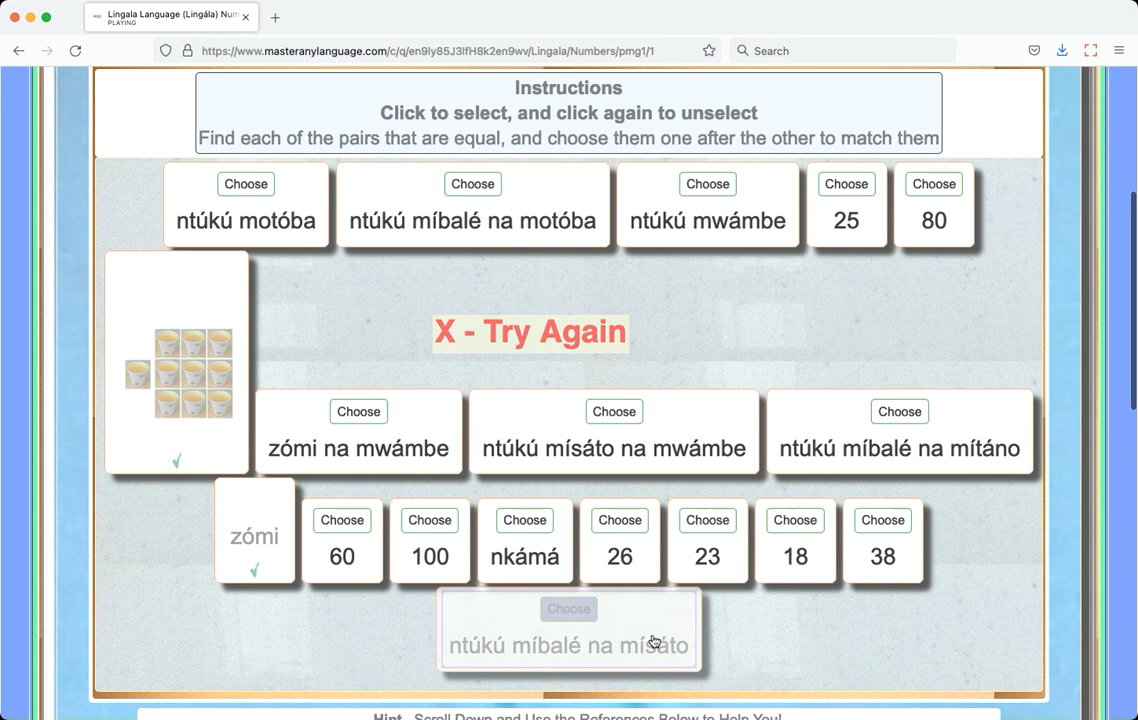 Lingala Language (Lingála) Num
PLAYING
https://www.masteranylanguage.com/c/q/en9ly85J3lfH8k2en9wv/Lingala/Numbers/pmg1/1
Search
Instructions
Click to select, and click again to unselect
Find each of the pairs that are equal, and choose them one after the other to match them
Choose Choose Choose Choose Choose
ntúkú motóba ntúkú míbalé na motóba ntúkú mwámbe 25 80
X - Try Again
Choose Choose Choose
zómi na mwámbe ntúkú mísáto na mwámbe ntúkú míbalé na mítáno
Choose Choose Choose Choose Choose Choose Choose
zómi 60 100 nkámá 26 23 18 38
Choose
ntúkú míbalé na mísáto
Hint - Scroll Down and Use the References Below to Help You!